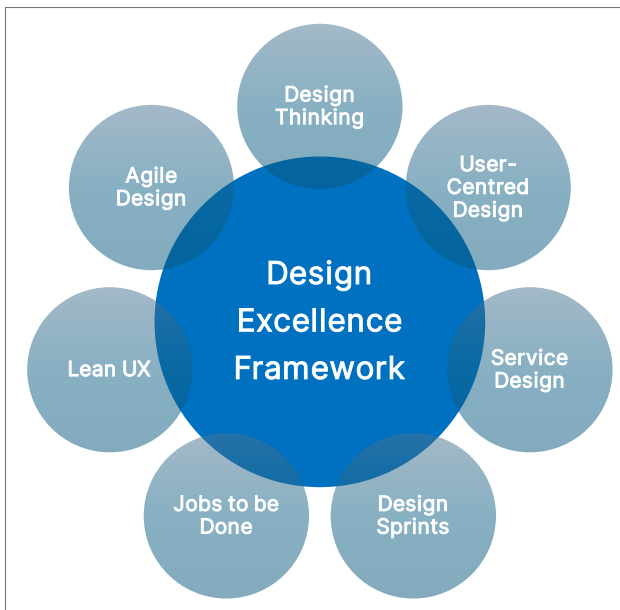 Design
Thinking
User-
Centred
Design
Service
Design
Design
Sprints
Jobs to be
Done
Lean UX
Agile
Design
Design
Excellence
Framework